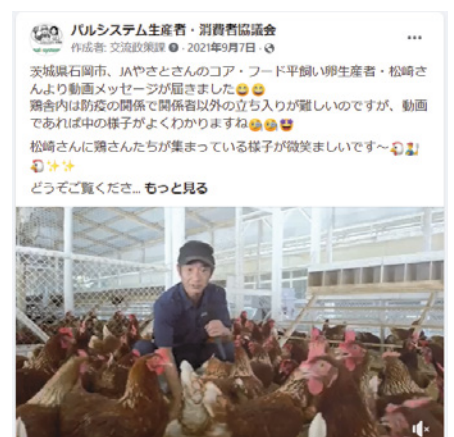 パルシステム生産者・消費者協議会
作成者: 交流政策課 · 2021年9月7日 ·
茨城県石岡市、JAやさとさんのコア・フード平飼い卵生産者・松崎さ
んより動画メッセージが届きました😀😀
鶏舎内は防疫の関係で関係者以外の立ち入りが難しいのですが、動画
であれば中の様子がよくわかりますね🧐🧐🤩
松崎さんに鶏さんたちが集まっている様子が微笑ましいです～🐔🧑‍🌾
🐔✨✨
どうぞご覧くださ... もっと見る